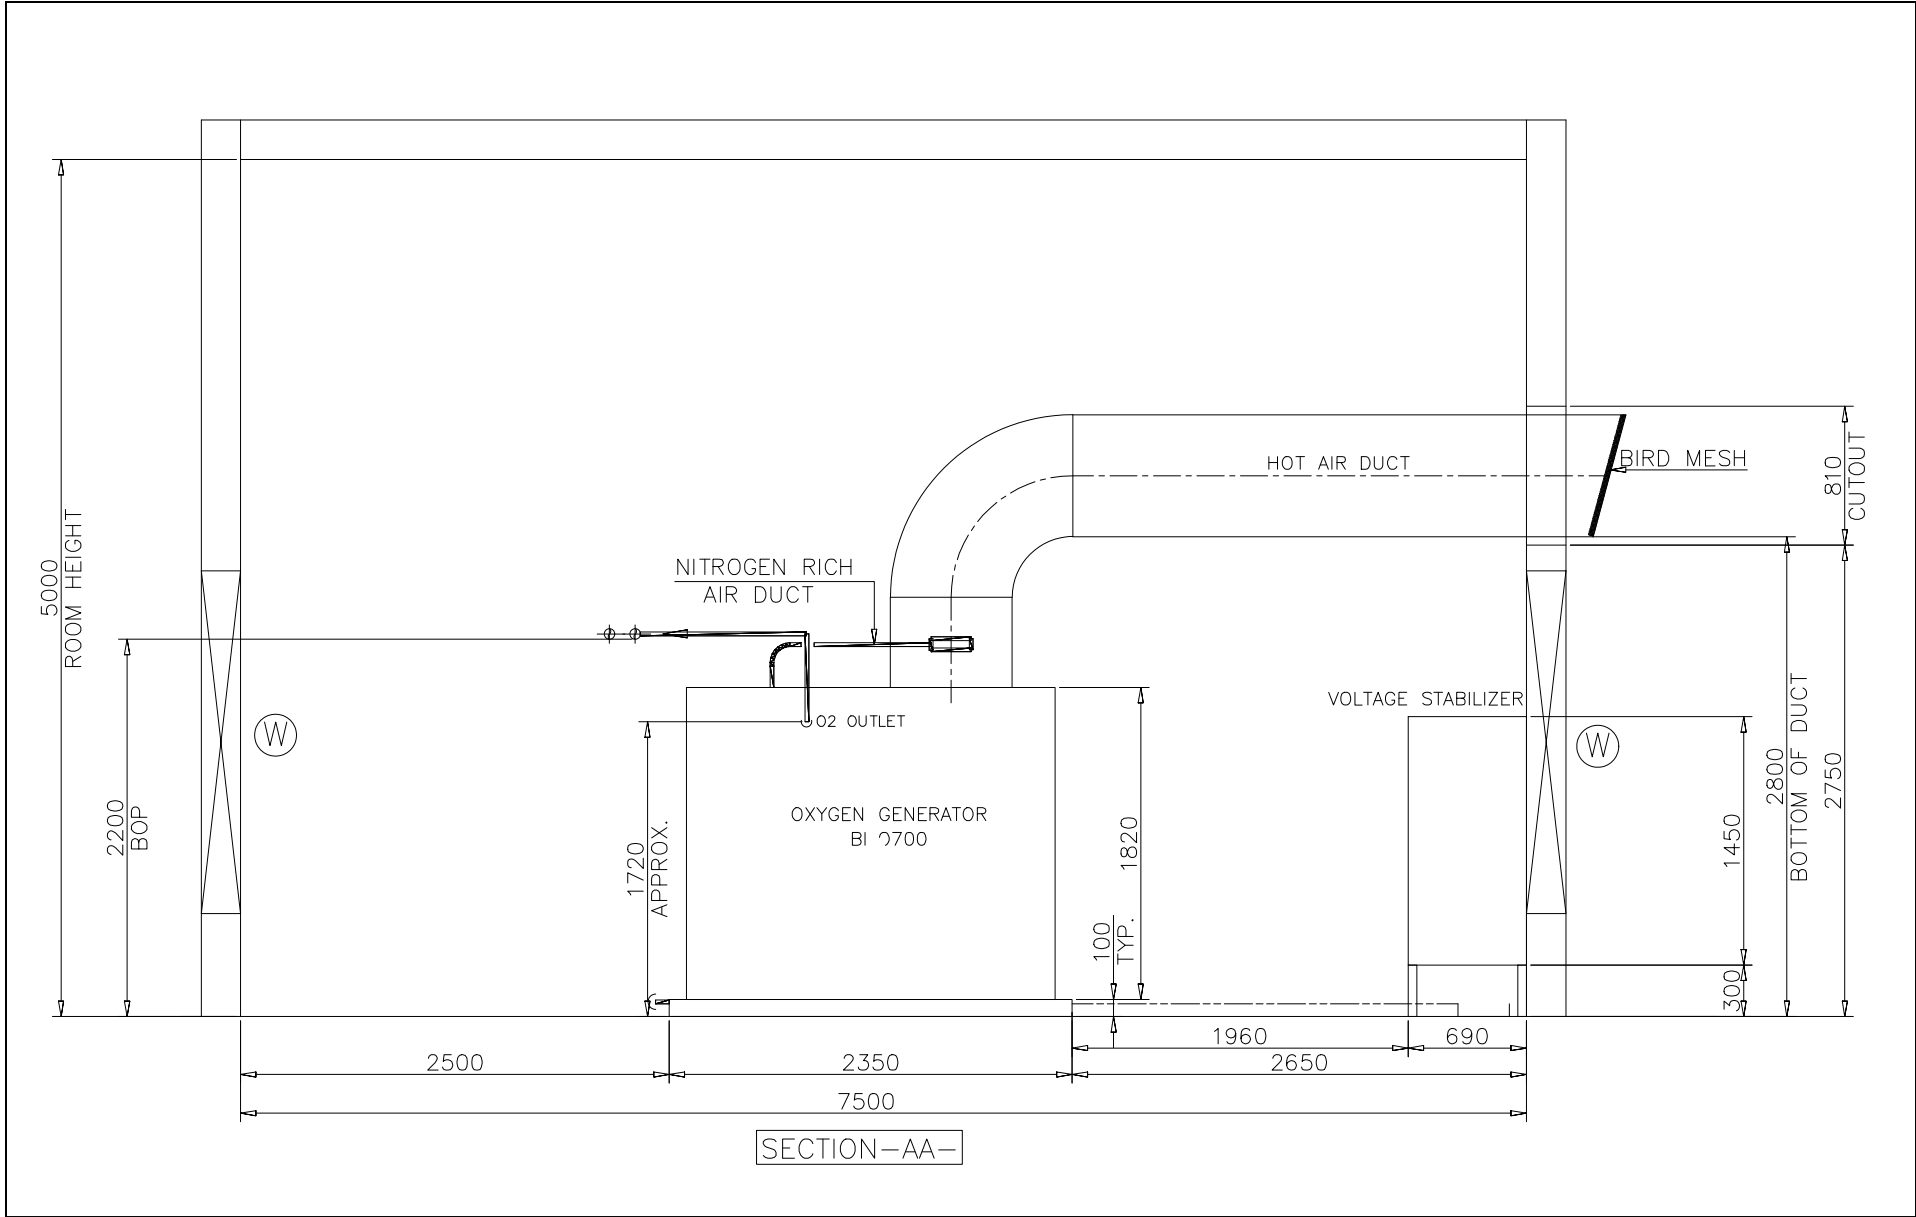 5000
ROOM HEIGHT
2200
BOP
NITROGEN RICH
AIR DUCT
HOT AIR DUCT
BIRD MESH
810
CUTOUT
W
O2 OUTLET
OXYGEN GENERATOR
1720
APPROX.
1820
100
TYP.
VOLTAGE STABILIZER
W
1450
300
2800
BOTTOM OF DUCT
2750
1960
690
2500
2350
2650
7500
SECTION-AA-